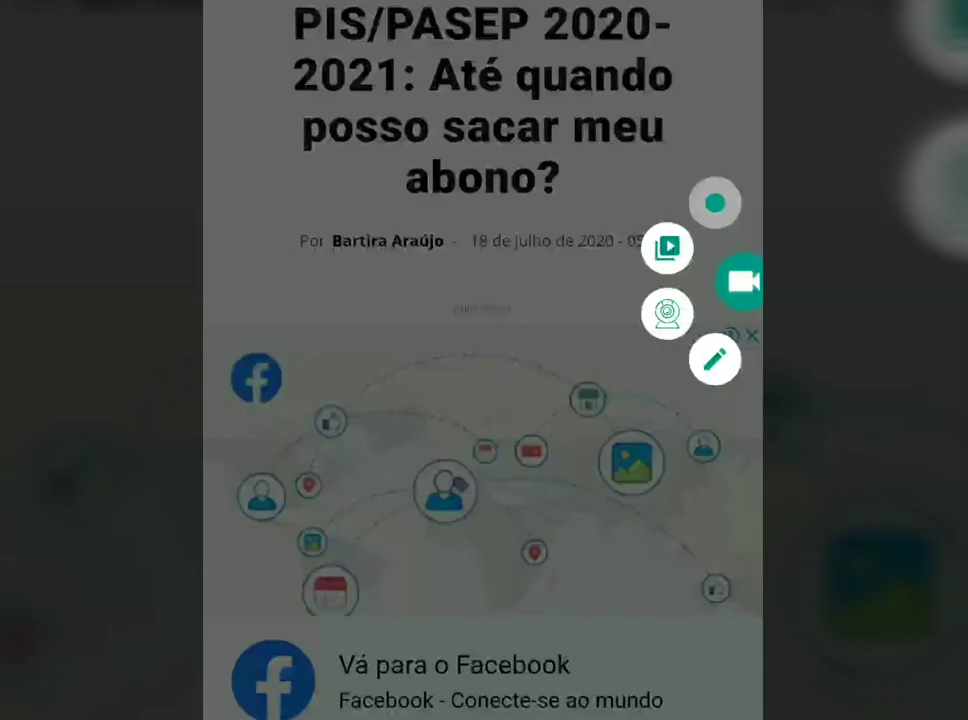 PIS/PASEP 2020-
2021: Até quando
posso sacar meu
abono?
Por Bartira Araújo - 18 de julho de 2020 - 05
Vá para o Facebook
Facebook - Conecte-se ao mundo